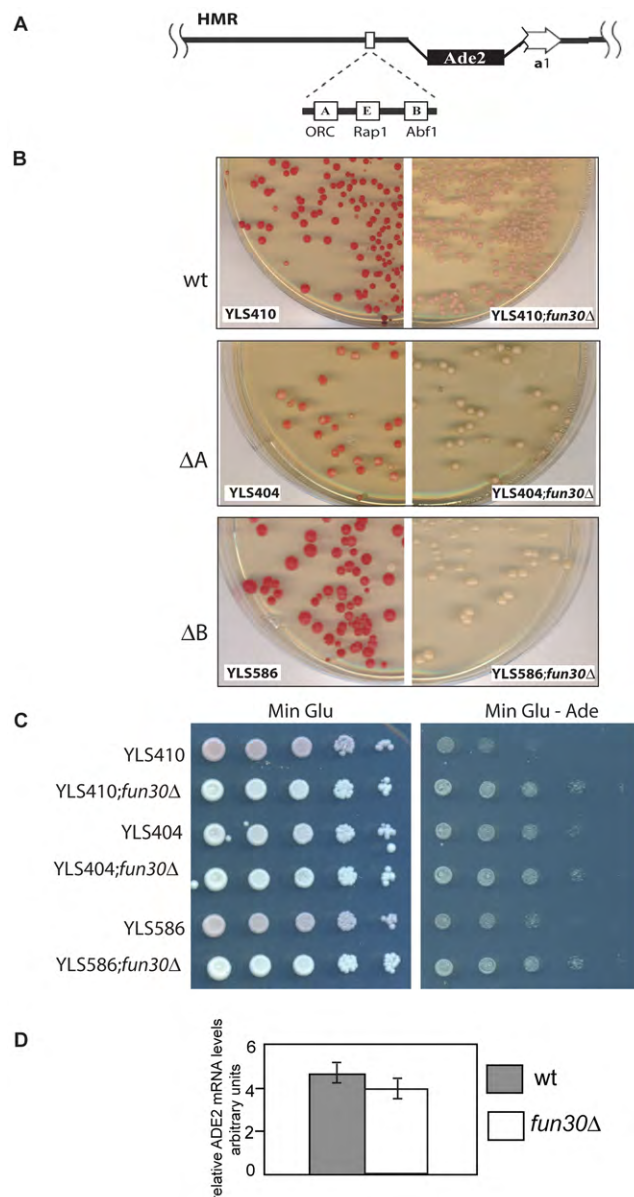 A
HMR
Ade2
a1
A E B
ORC Rap1 Abf1
B
wt
YLS410
YLS410;fun30Δ
ΔA
YLS404
YLS404;fun30Δ
ΔB
YLS586
YLS586;fun30Δ
C
Min Glu
Min Glu - Ade
YLS410
YLS410;fun30Δ
YLS404
YLS404;fun30Δ
YLS586
YLS586;fun30Δ
D
relative ADE2 mRNA levels
arbitrary units
6
4
2
0
wt
fun30Δ